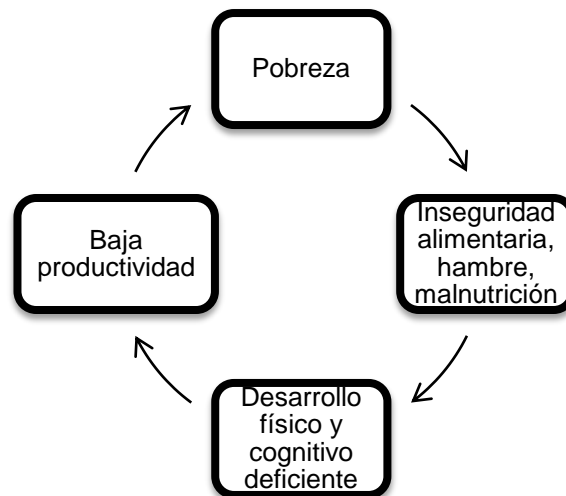 Pobreza
Inseguridad
alimentaria,
hambre,
malnutrición
Desarrollo
físico y
cognitivo
deficiente
Baja
productividad